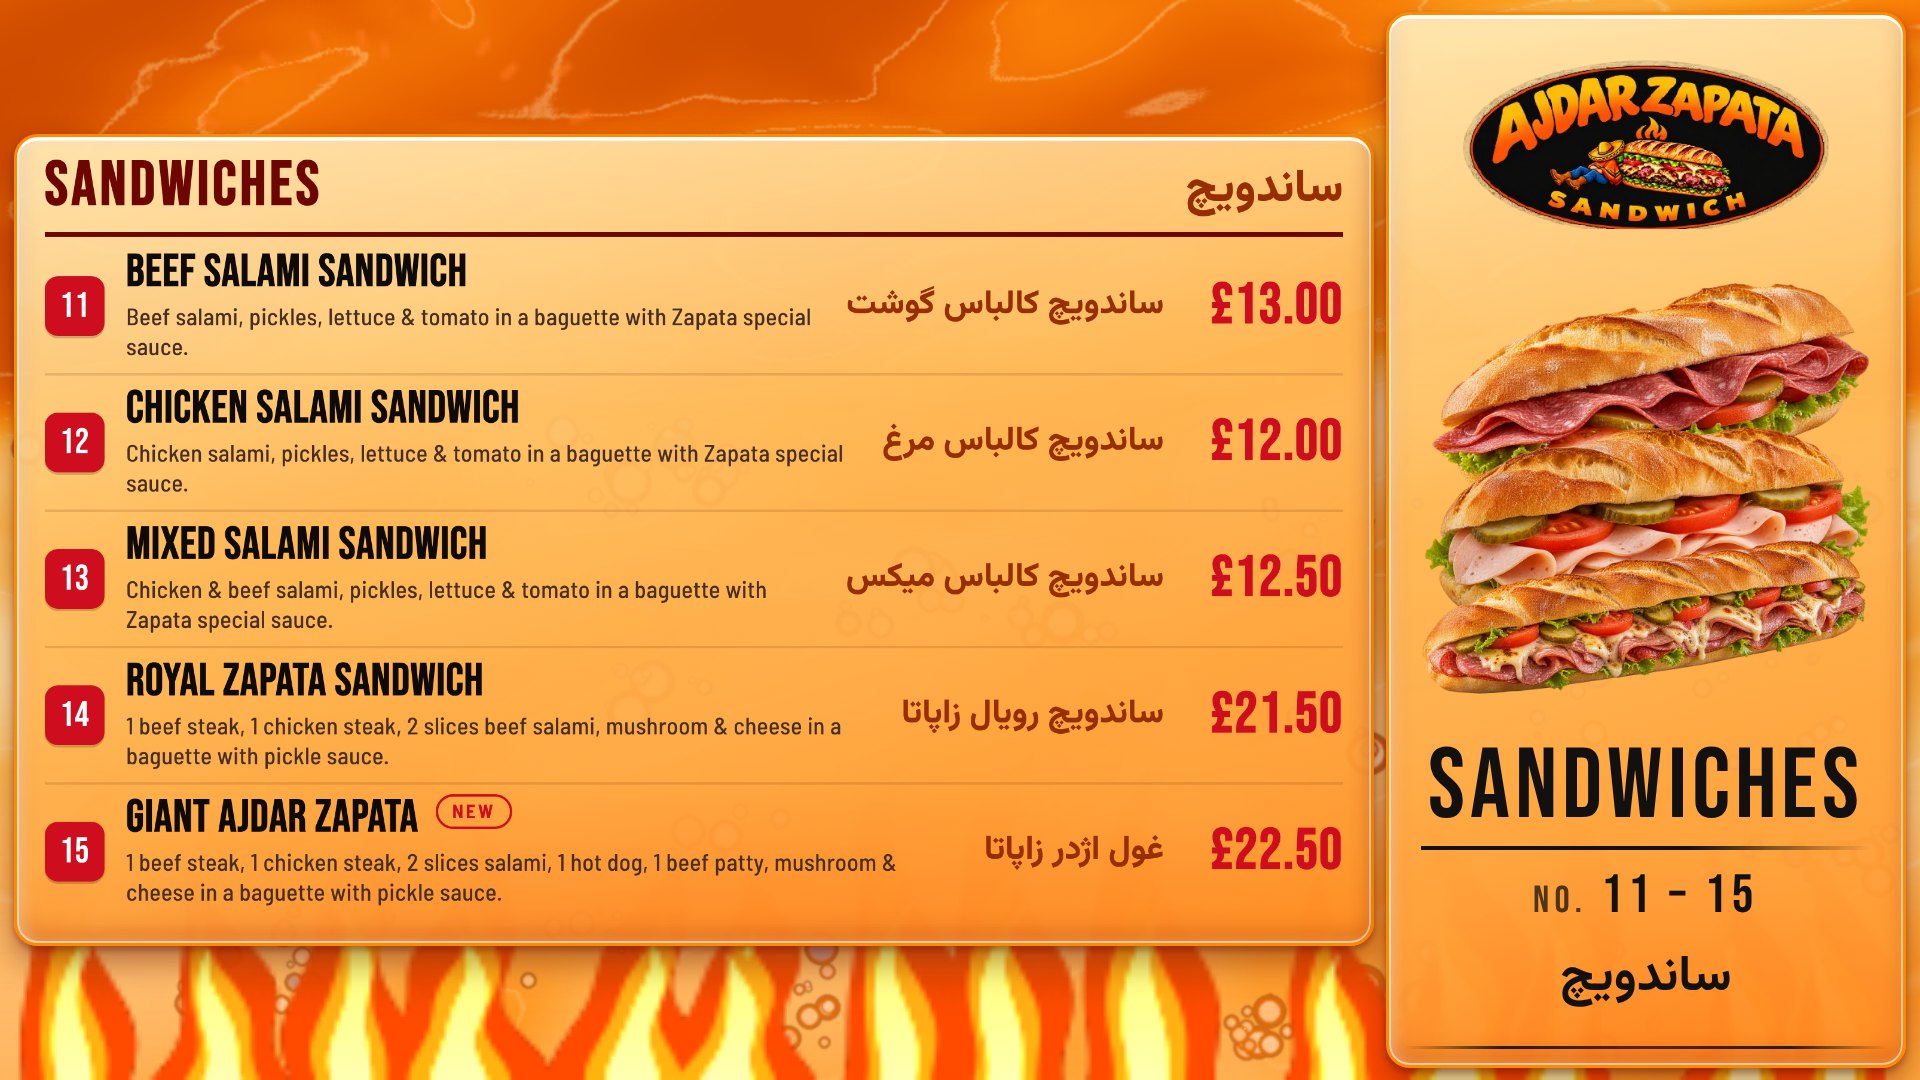 SANDWICHES
ساندویچ
11
BEEF SALAMI SANDWICH
Beef salami, pickles, lettuce & tomato in a baguette with Zapata special
sauce.
ساندویچ کالباس گوشت
£13.00
12
CHICKEN SALAMI SANDWICH
Chicken salami, pickles, lettuce & tomato in a baguette with Zapata special
sauce.
ساندویچ کالباس مرغ
£12.00
13
MIXED SALAMI SANDWICH
Chicken & beef salami, pickles, lettuce & tomato in a baguette with
Zapata special sauce.
ساندویچ کالباس میکس
£12.50
14
ROYAL ZAPATA SANDWICH
1 beef steak, 1 chicken steak, 2 slices beef salami, mushroom & cheese in a
baguette with pickle sauce.
ساندویچ رویال زاپاتا
£21.50
15
GIANT AJDAR ZAPATA NEW
1 beef steak, 1 chicken steak, 2 slices salami, 1 hot dog, 1 beef patty, mushroom &
cheese in a baguette with pickle sauce.
غول اژدر زاپاتا
£22.50
AJDAR ZAPATA
SANDWICH
SANDWICHES
NO. 11 - 15
ساندویچ